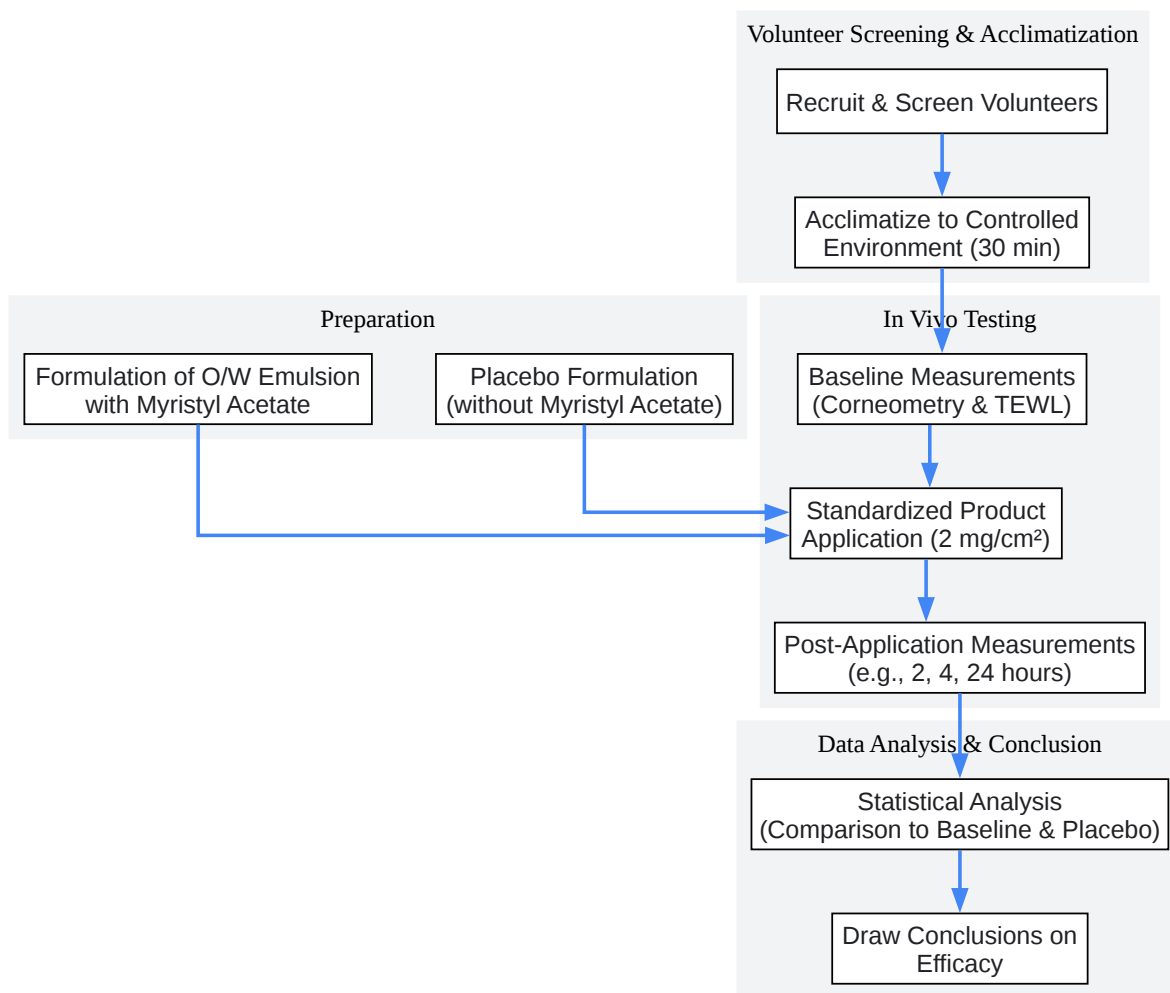 Volunteer Screening & Acclimatization
Recruit & Screen Volunteers
Acclimatize to Controlled
Environment (30 min)
Preparation
Formulation of O/W Emulsion
with Myristyl Acetate
Placebo Formulation
(without Myristyl Acetate)
In Vivo Testing
Baseline Measurements
(Corneometry & TEWL)
Standardized Product
Application (2 mg/cm²)
Post-Application Measurements
(e.g., 2, 4, 24 hours)
Data Analysis & Conclusion
Statistical Analysis
(Comparison to Baseline & Placebo)
Draw Conclusions on
Efficacy